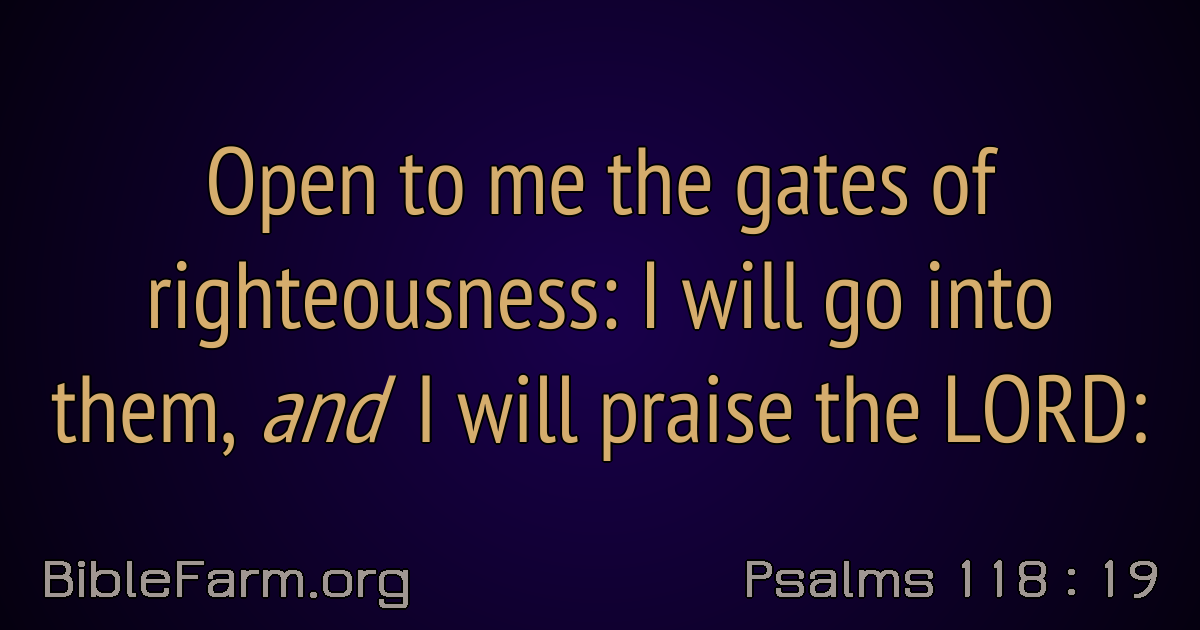 Open to me the gates of
righteousness: I will go into
them, and I will praise the LORD:
BibleFarm.org
Psalms 118 : 19